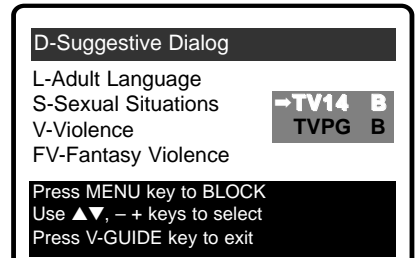 D-Suggestive Dialog
L-Adult Language
S-Sexual Situations ➡TV14 B
V-Violence TVPG B
FV-Fantasy Violence
Press MENU key to BLOCK
Use ▲▼, – + keys to select
Press V-GUIDE key to exit